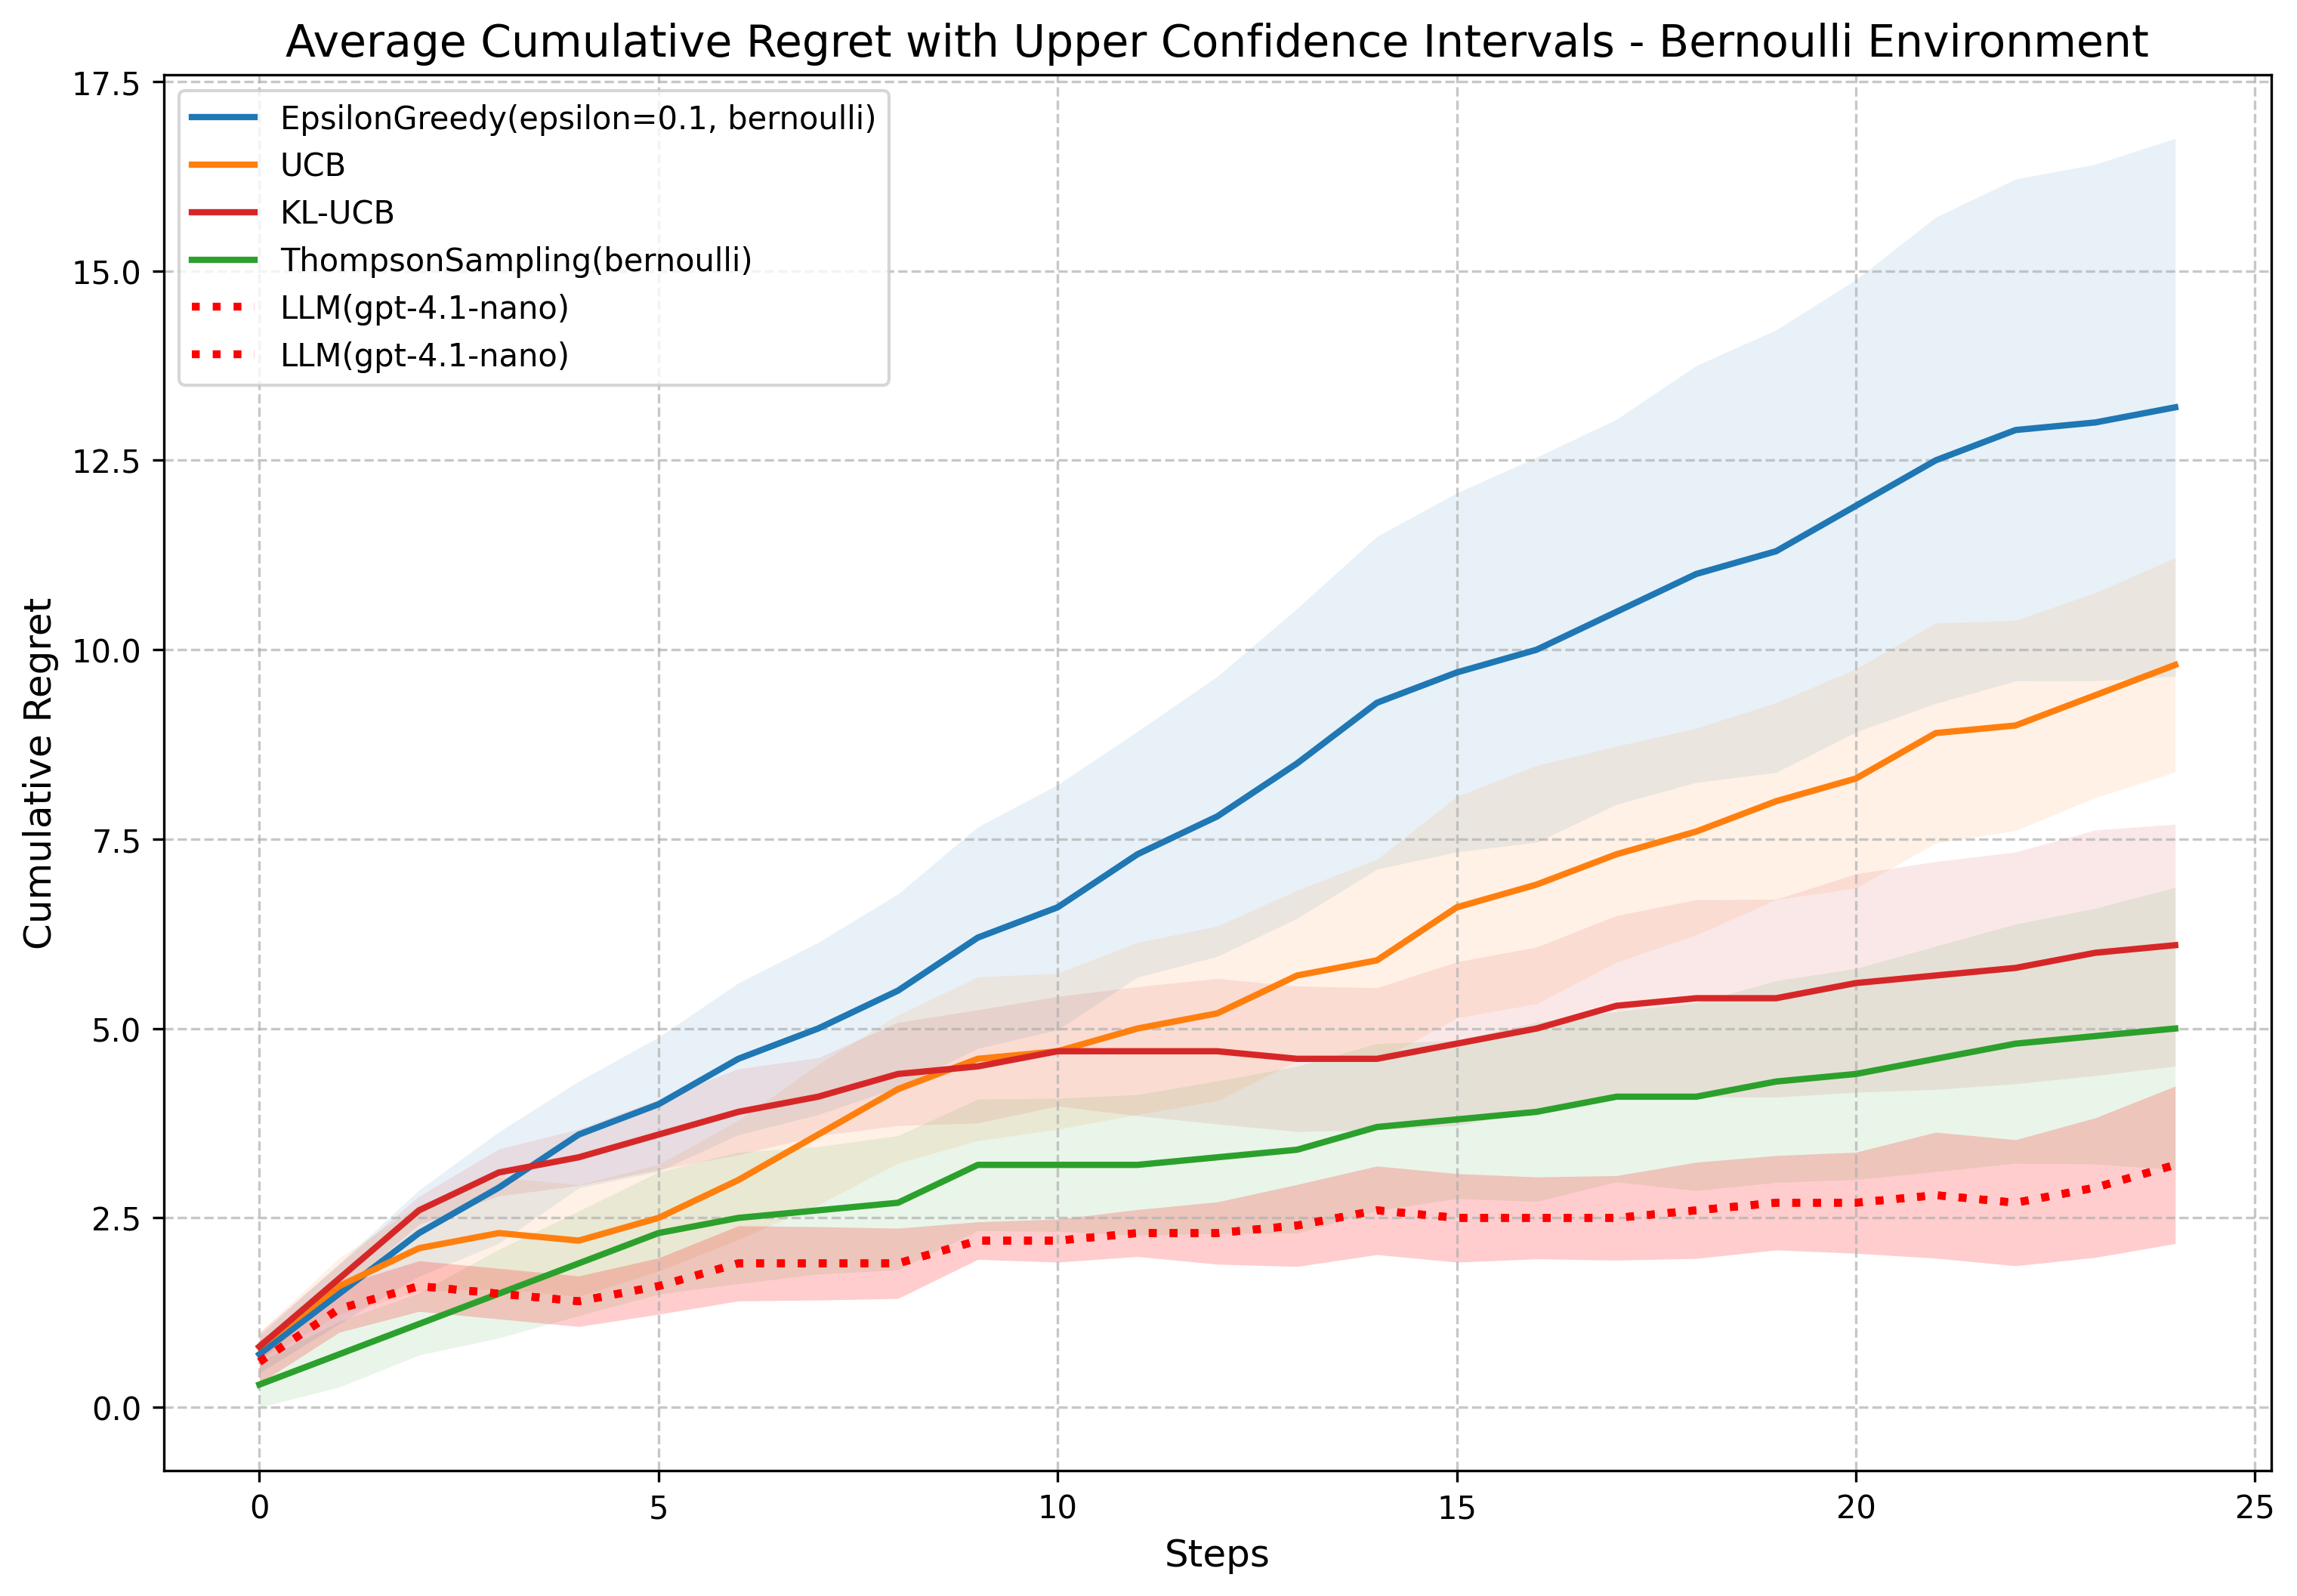 Average Cumulative Regret with Upper Confidence Intervals - Bernoulli Environment
17.5
15.0
12.5
10.0
7.5
5.0
2.5
0.0
Cumulative Regret
EpsilonGreedy(epsilon=0.1, bernoulli)
UCB
KL-UCB
ThompsonSampling(bernoulli)
LLM(gpt-4.1-nano)
LLM(gpt-4.1-nano)
0 5 10 15 20 25
Steps